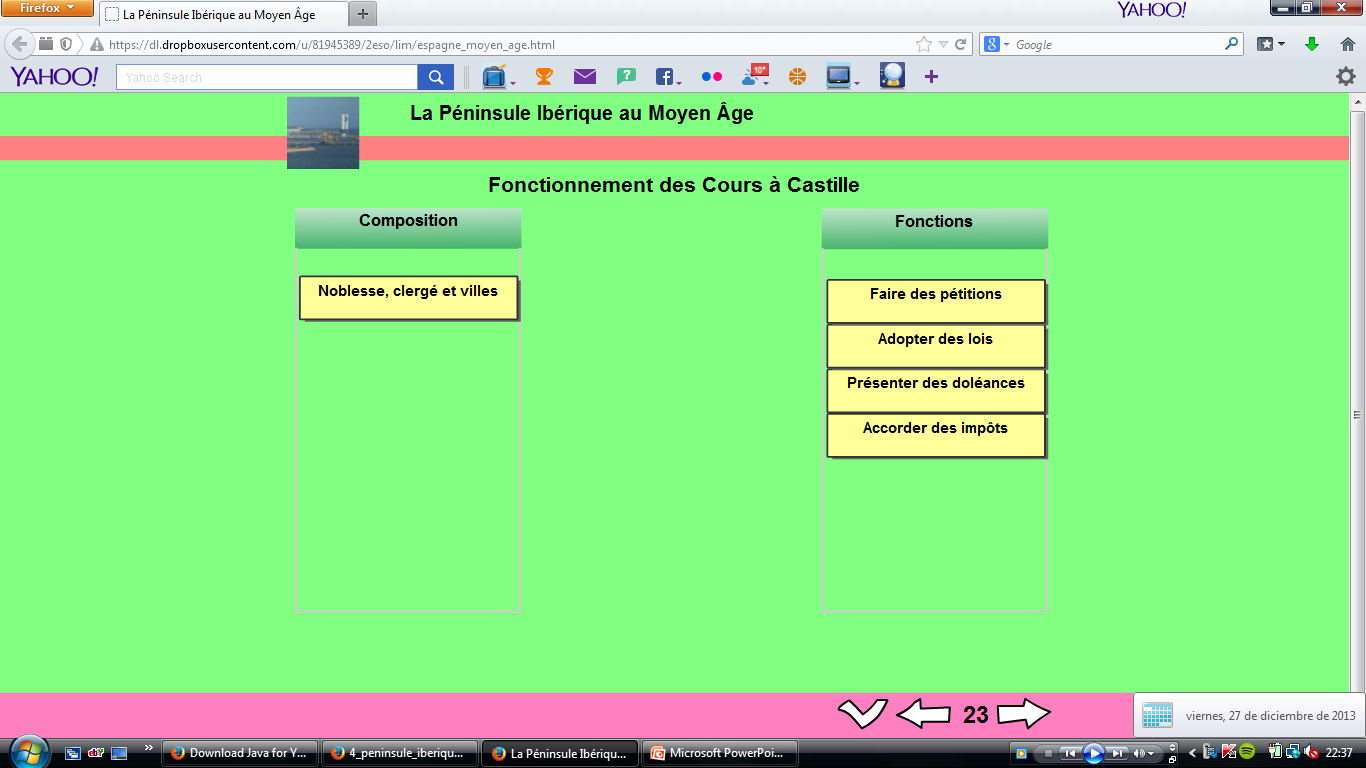 Firefox
La Péninsule Ibérique au Moyen Âge
YAHOO!
https://dl.dropboxusercontent.com/u/81945389/2eso/lim/espagne_moyen_age.html
Google
YAHOO!
Yahoo Search
10°
La Péninsule Ibérique au Moyen Âge
Fonctionnement des Cours à Castille
Composition
Noblesse, clergé et villes
Fonctions
Faire des pétitions
Adopter des lois
Présenter des doléances
Accorder des impôts
23
viernes, 27 de diciembre de 2013
Download Java for Y...
4_peninsule_iberiqu...
La Péninsule Ibériqu...
Microsoft PowerPoi...
22:37